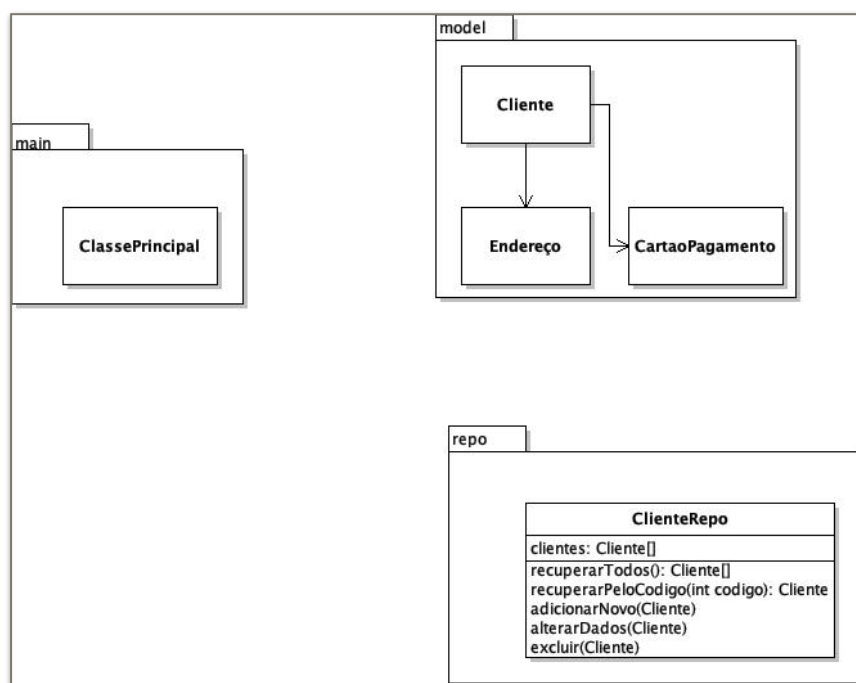 model
Cliente
main
ClassePrincipal
Endereço
CartaoPagamento
repo
ClienteRepo
clientes: Cliente[]
recuperarTodos(): Cliente[]
recuperarPeloCodigo(int codigo): Cliente
adicionarNovo(Cliente)
alterarDados(Cliente)
excluir(Cliente)